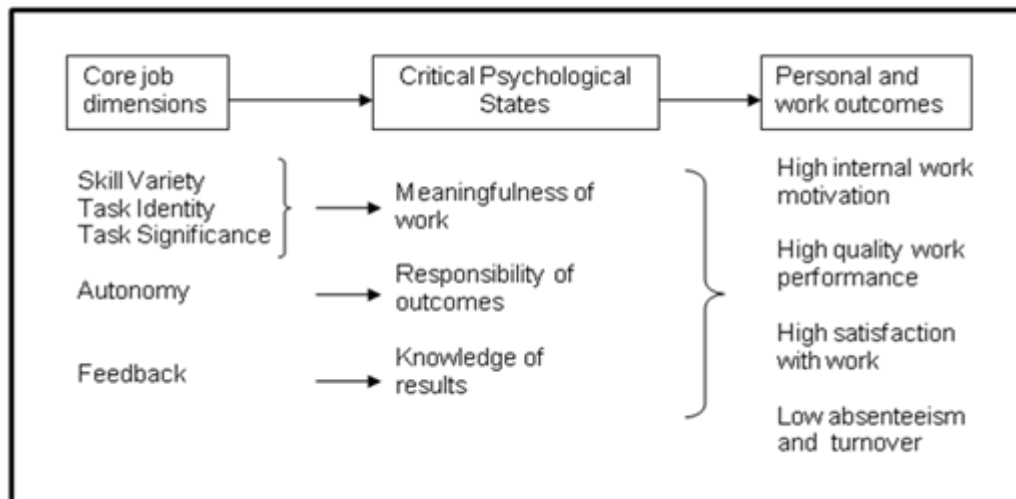 Core job
dimensions
Critical Psychological
States
Personal and
work outcomes
Skill Variety
Task Identity
Task Significance
Meaningfulness of
work
Autonomy
Responsibility of
outcomes
Feedback
Knowledge of
results
High internal work
motivation
High quality work
performance
High satisfaction
with work
Low absenteeism
and turnover